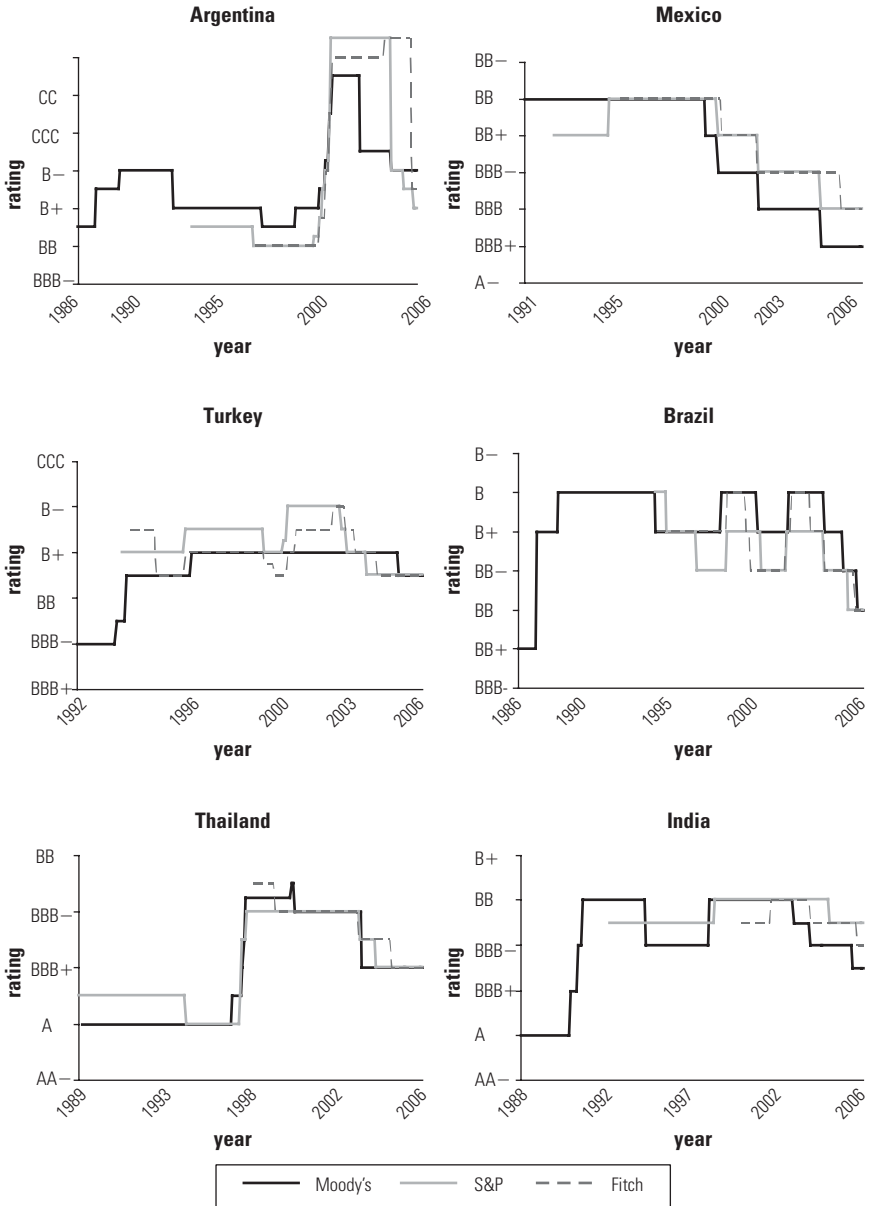 Argentina
CC
CCC
B−
B+
BB
BBB−
rating
1986
1990
1995
2000
2006
year
Mexico
BB−
BB
BB+
BBB−
BBB
BBB+
A−
rating
1991
1995
2000
2003
2006
year
Turkey
CCC
B−
B+
BB
BBB−
BBB+
rating
1992
1996
2000
2003
2006
year
Brazil
B−
B
B+
BB−
BB
BB+
BBB-
rating
1986
1990
1995
2000
2006
year
Thailand
BB
BBB−
BBB+
A
AA−
rating
1989
1993
1998
2002
2006
year
India
B+
BB
BBB−
BBB+
A
AA−
rating
1988
1992
1997
2002
2006
year
Moody's S&P Fitch